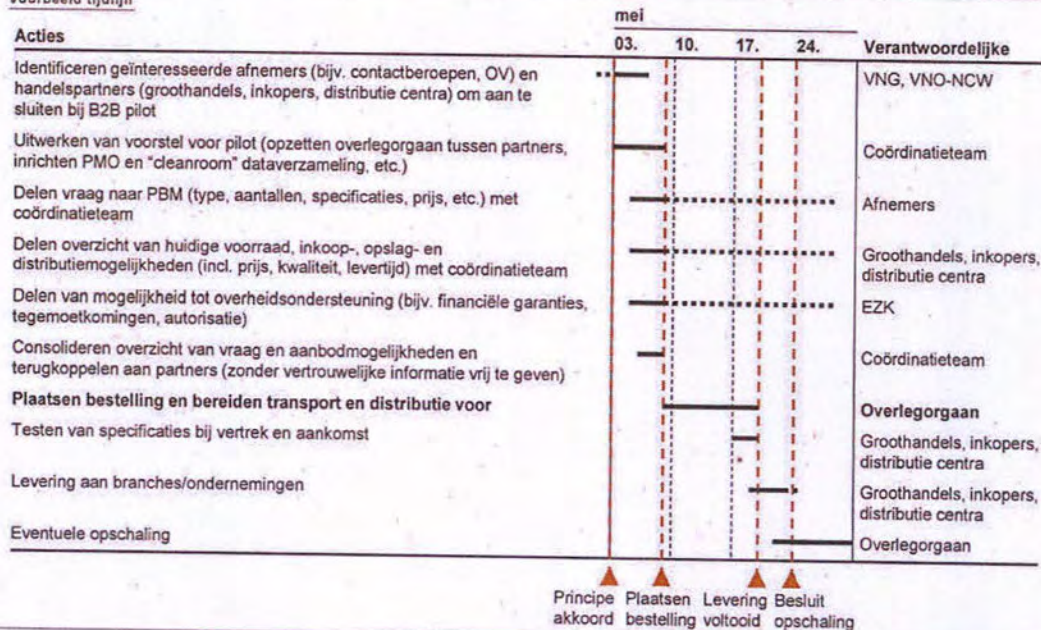 Voorbeeld tijdlijn
mei
Acties
03. 10. 17. 24.
Verantwoordelijke
Identificeren geïnteresseerde afnemers (bijv. contactberoepen, OV) en
handelspartners (groothandels, inkopers, distributie centra) om aan te
sluiten bij B2B pilot
VNG, VNO-NCW
Uitwerken van voorstel voor pilot (opzetten overlegorgaan tussen partners,
inrichten PMO en "cleanroom" dataverzameling, etc.)
Coördinatieteam
Delen vraag naar PBM (type, aantallen, specificaties, prijs, etc.) met
coördinatieteam
Afnemers
Delen overzicht van huidige voorraad, inkoop-, opslag- en
distributiemogelijkheden (incl. prijs, kwaliteit, levertijd) met coördinatieteam
Groothandels, inkopers,
distributie centra
Delen van mogelijkheid tot overheidsondersteuning (bijv. financiële garanties,
tegemoetkomingen, autorisatie)
EZK
Consolideren overzicht van vraag en aanbodmogelijkheden en
terugkoppelen aan partners (zonder vertrouwelijke informatie vrij te geven)
Coördinatieteam
Plaatsen bestelling en bereiden transport en distributie voor
Overlegorgaan
Testen van specificaties bij vertrek en aankomst
Groothandels, inkopers,
distributie centra
Levering aan branches/ondernemingen
Groothandels, inkopers,
distributie centra
Eventuele opschaling
Overlegorgaan
Principe
akkoord
Plaatsen
bestelling
Levering
voltooid
Besluit
opschaling